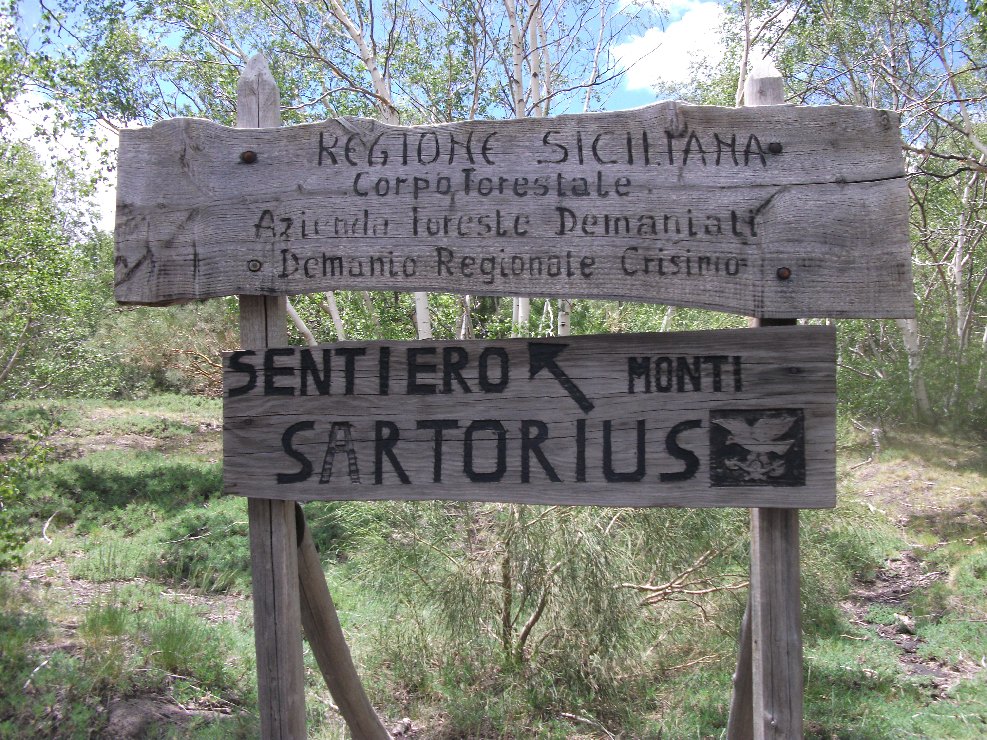 REGIONE SICILIANA
Corpo Forestale
Azienda Foreste Demaniali
Demanio Regionale Crisimo
SENTIERO MONTI
SARTORIUS